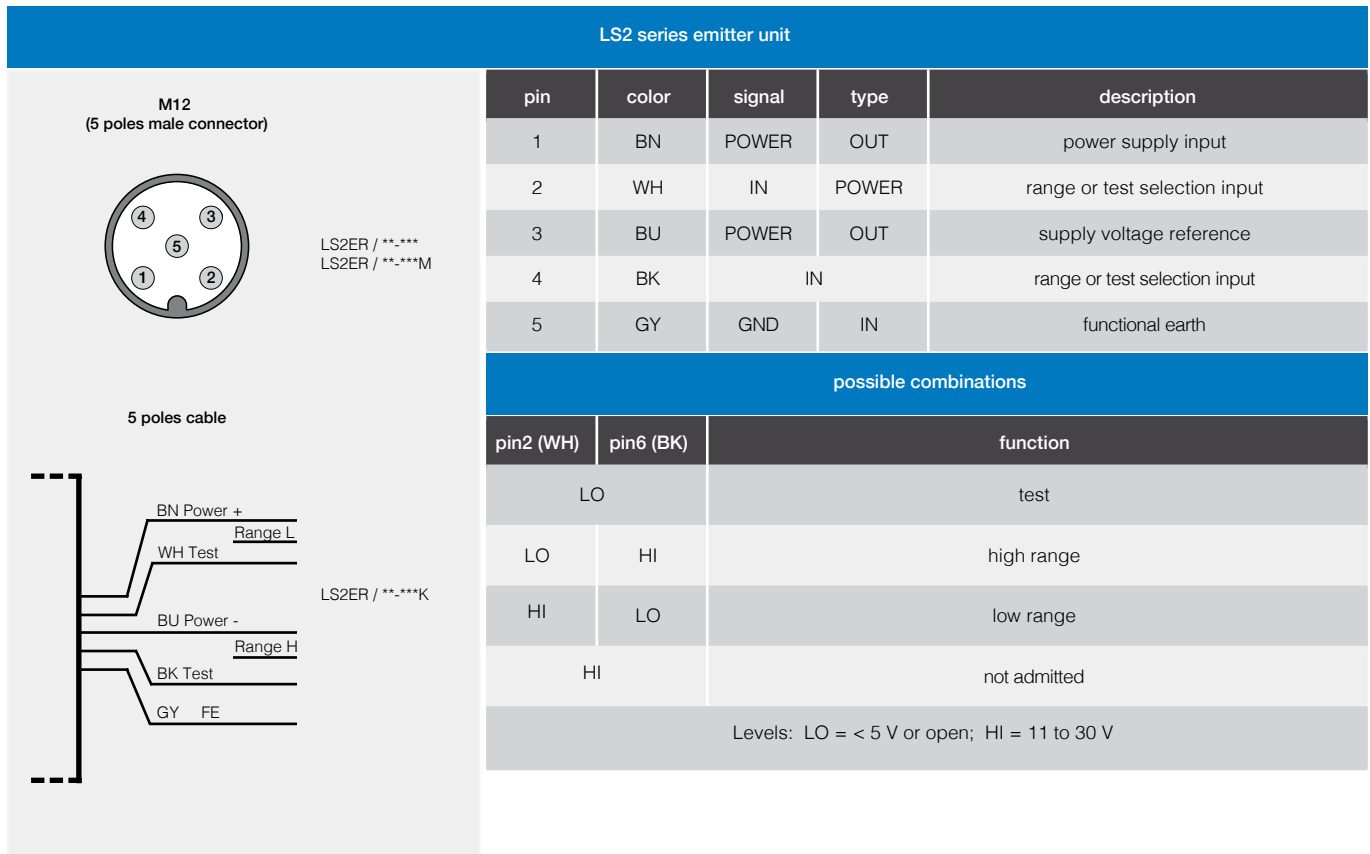 LS2 series emitter unit
M12
(5 poles male connector)
4 3
5
1 2
LS2ER / **-***
LS2ER / **-***M
5 poles cable
BN Power +
Range L
WH Test
BU Power -
Range H
BK Test
GY FE
LS2ER / **-***K
pin color signal type description
1 BN POWER OUT power supply input
2 WH IN POWER range or test selection input
3 BU POWER OUT supply voltage reference
4 BK IN range or test selection input
5 GY GND IN functional earth
possible combinations
pin2 (WH) pin6 (BK) function
LO test
LO HI high range
HI LO low range
HI not admitted
Levels: LO = < 5 V or open; HI = 11 to 30 V